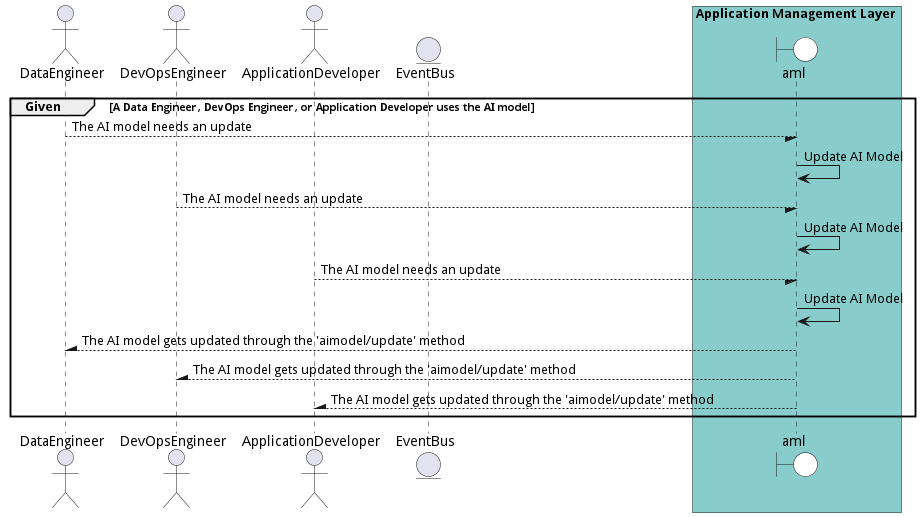 Application Management Layer
DataEngineer
DevOpsEngineer
ApplicationDeveloper
EventBus
aml
Given
[A Data Engineer, DevOps Engineer, or Application Developer uses the AI model]
The AI model needs an update
Update AI Model
The AI model needs an update
Update AI Model
The AI model needs an update
Update AI Model
The AI model gets updated through the 'aimodel/update' method
The AI model gets updated through the 'aimodel/update' method
The AI model gets updated through the 'aimodel/update' method
DataEngineer
DevOpsEngineer
ApplicationDeveloper
EventBus
aml